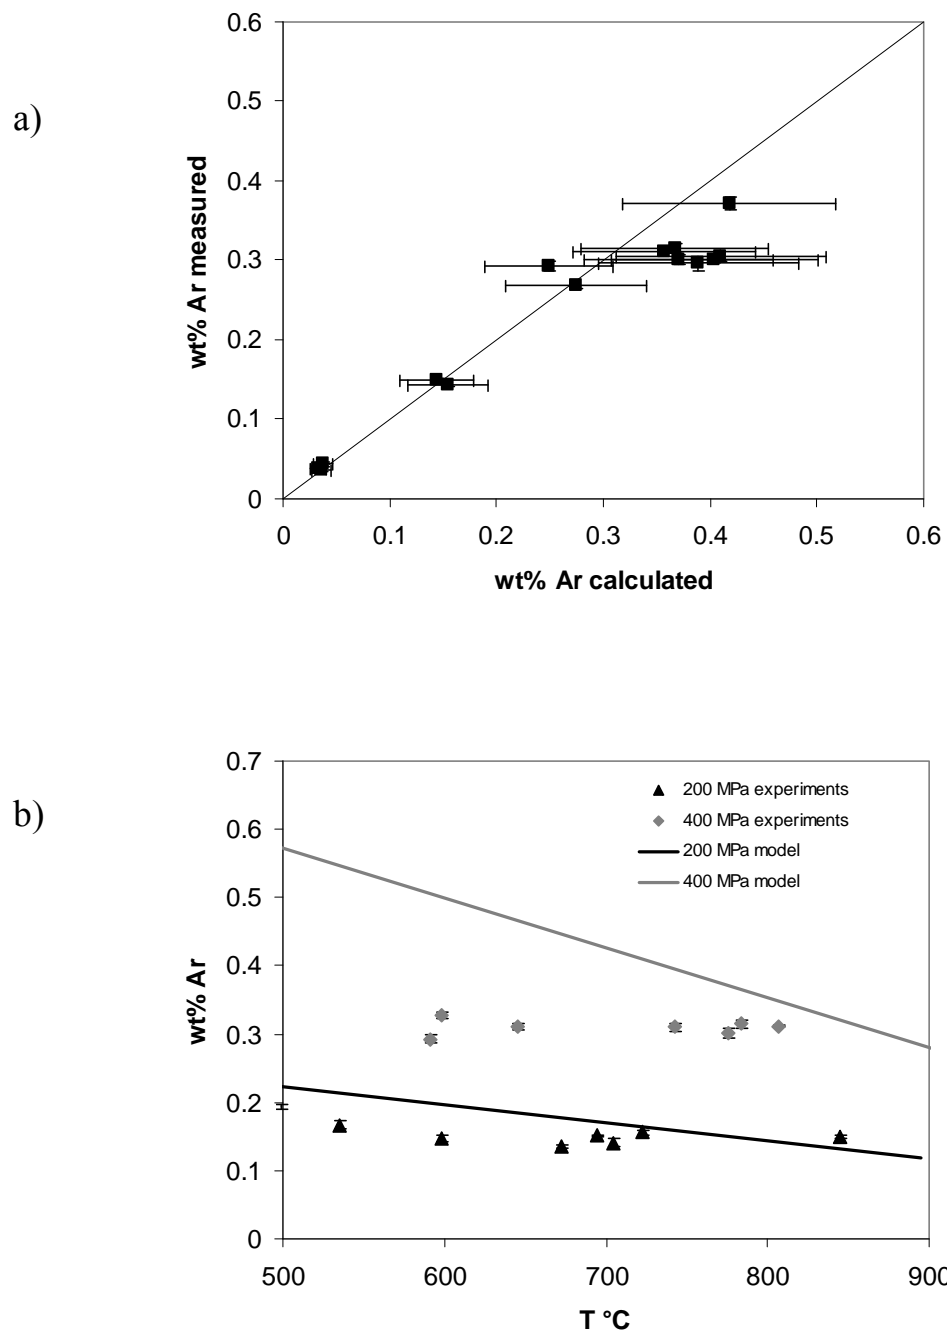 a)
0.6
0.5
0.4
0.3
0.2
0.1
0
wt% Ar measured
0 0.1 0.2 0.3 0.4 0.5 0.6
wt% Ar calculated
b)
0.7
0.6
0.5
0.4
0.3
0.2
0.1
0
wt% Ar
200 MPa experiments
400 MPa experiments
200 MPa model
400 MPa model
500 600 700 800 900
T °C